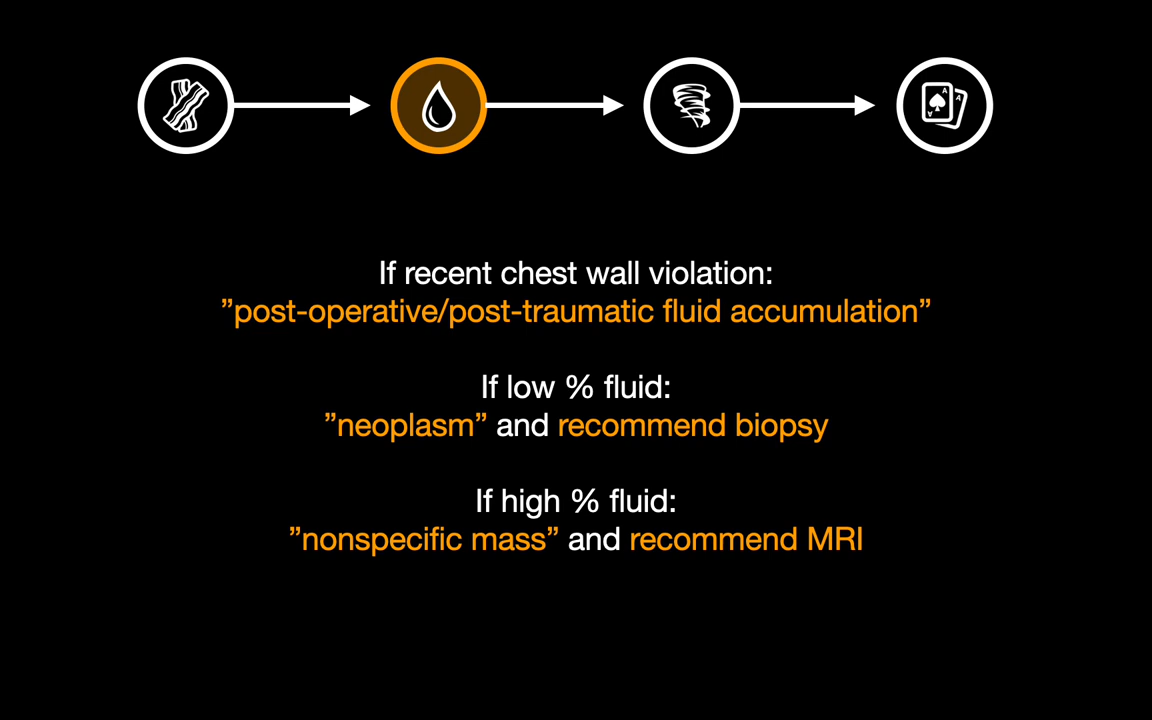 If recent chest wall violation:
”post-operative/post-traumatic fluid accumulation”
If low % fluid:
”neoplasm” and recommend biopsy
If high % fluid:
”nonspecific mass” and recommend MRI